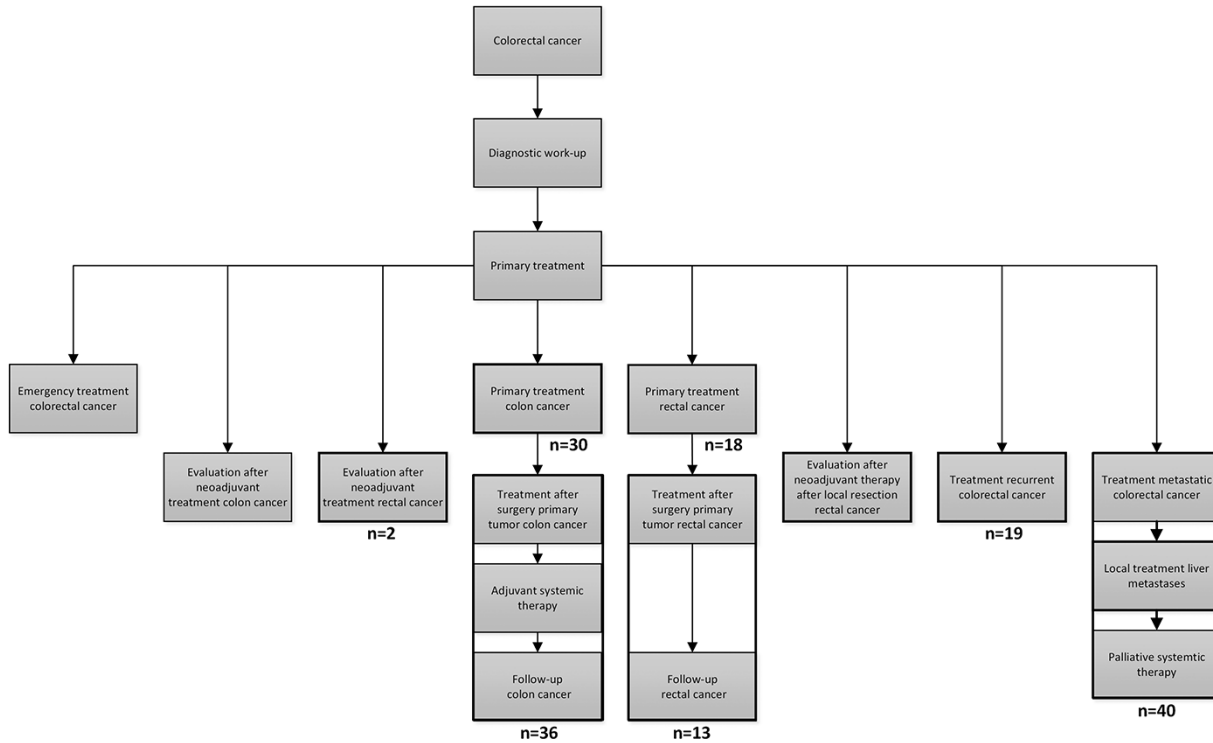 Colorectal cancer
Diagnostic work-up
Primary treatment
Emergency treatment
colorectal cancer
Primary treatment
colon cancer
n=30
Primary treatment
rectal cancer
n=18
Evaluation after
neoadjuvant
treatment colon cancer
Evaluation after
neoadjuvant
treatment rectal cancer
n=2
Treatment after
surgery primary
tumor colon cancer
Treatment after
surgery primary
tumor rectal cancer
Evaluation after
neoadjuvant therapy
after local resection
rectal cancer
Treatment recurrent
colorectal cancer
n=19
Treatment metastatic
colorectal cancer
Adjuvant systemic
therapy
Local treatment liver
metastases
Follow-up
colon cancer
n=36
Follow-up
rectal cancer
n=13
Palliative systemtic
therapy
n=40